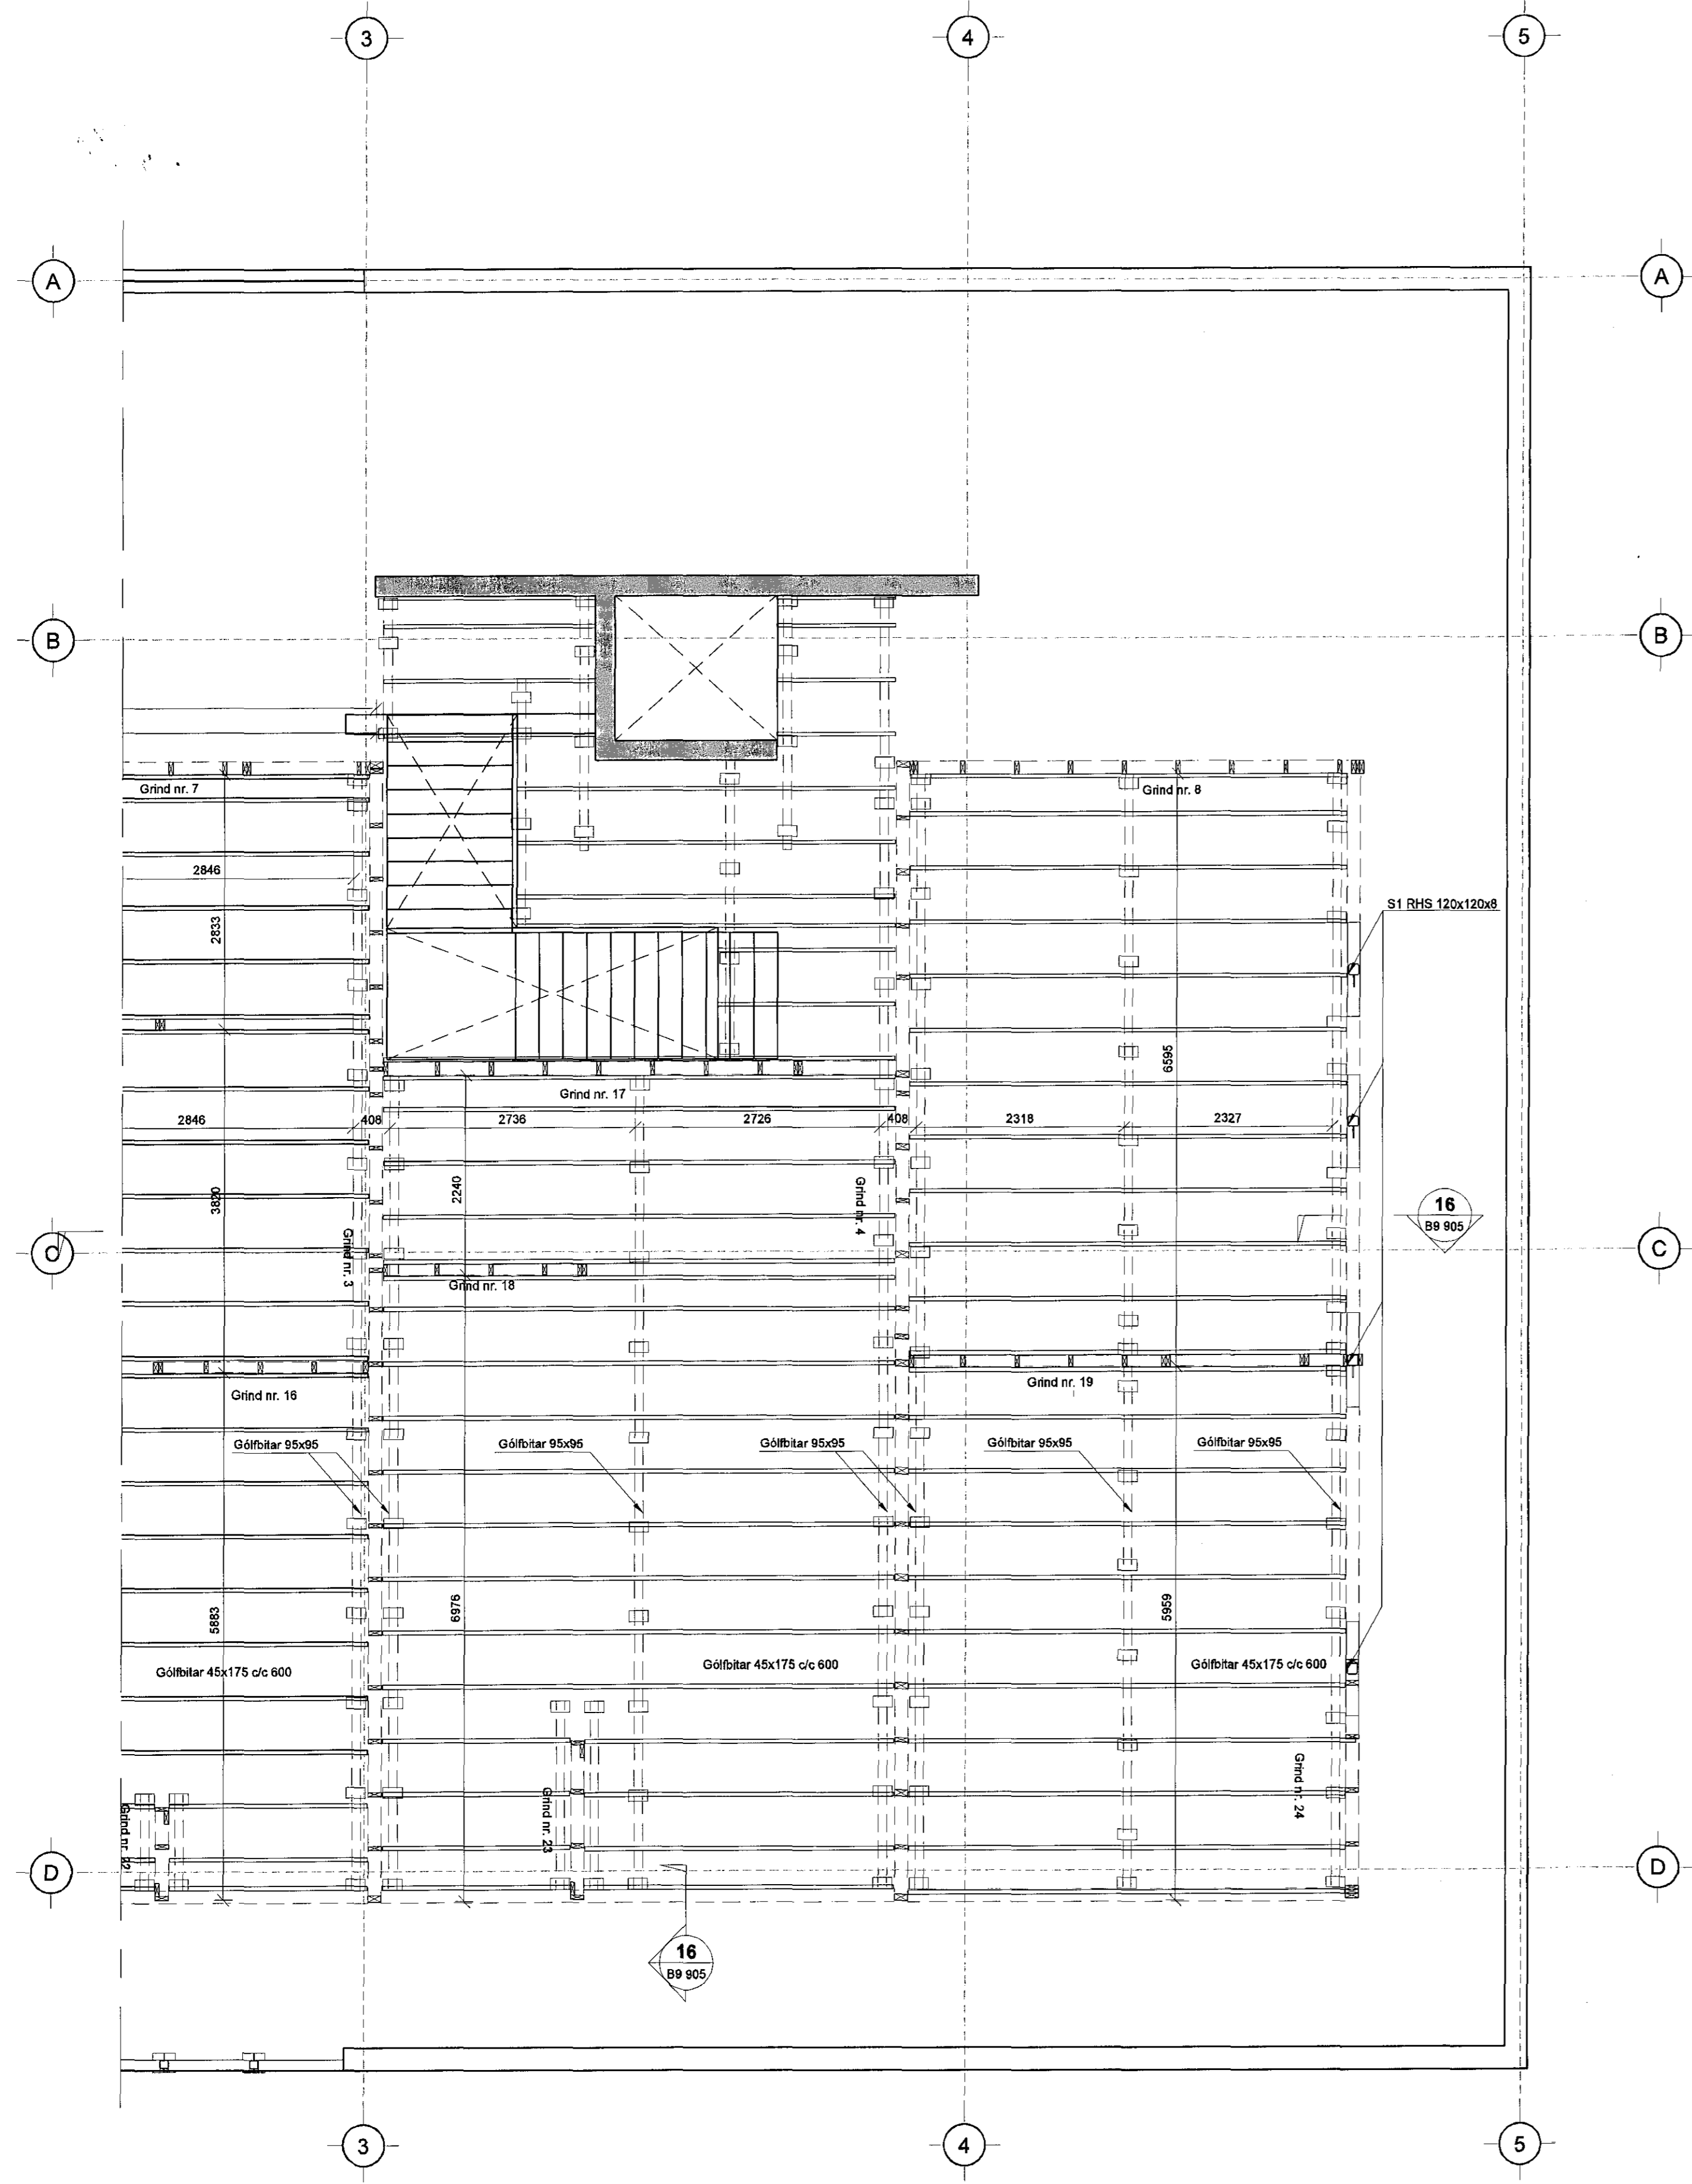 3
4
5
A
A
B
B
Grind nr. 7
Grind nr. 8
2846
2833
S1 RHS 120x120x8
6595
Grind nr. 17
2846
408
2736
2726
408
2318
2327
3820
2240
Grind nr. 4
16
B9 905
C
C
Grind nr. 3
Grind nr. 18
Grind nr. 16
Grind nr. 19
Gólfbitar 95x95
Gólfbitar 95x95
Gólfbitar 95x95
Gólfbitar 95x95
Gólfbitar 95x95
5883
6976
5959
Gólfbitar 45x175 c/c 600
Gólfbitar 45x175 c/c 600
Gólfbitar 45x175 c/c 600
Grind nr. 22
Grind nr. 23
Grind nr. 24
D
D
16
B9 905
3
4
5